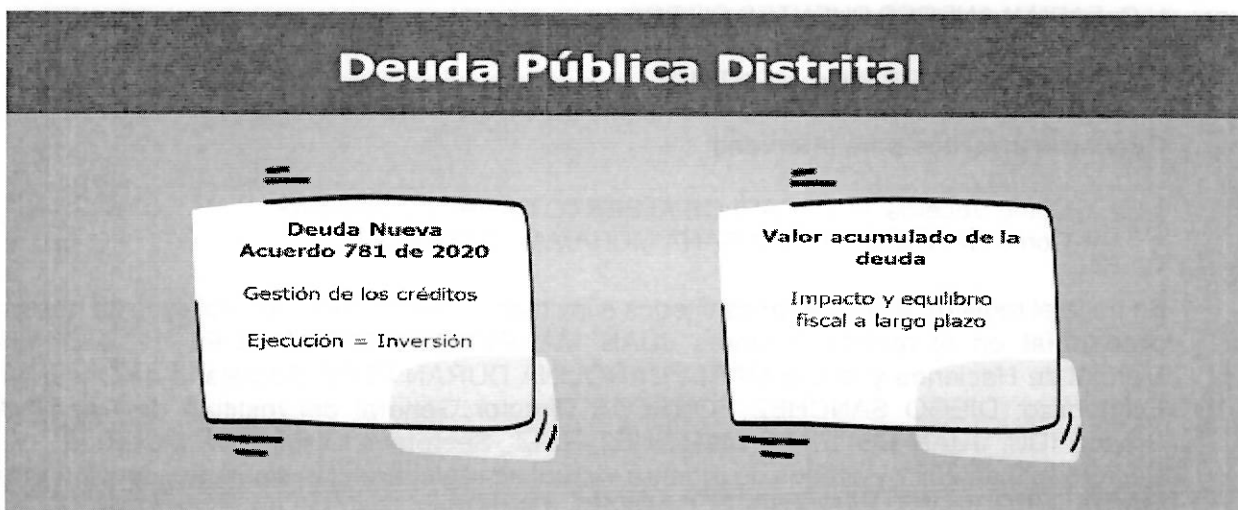 Deuda Pública Distrital
Deuda Nueva
Acuerdo 781 de 2020
Gestión de los créditos
Ejecución = Inversión
Valor acumulado de la
deuda
Impacto y equilibrio
fiscal a largo plazo